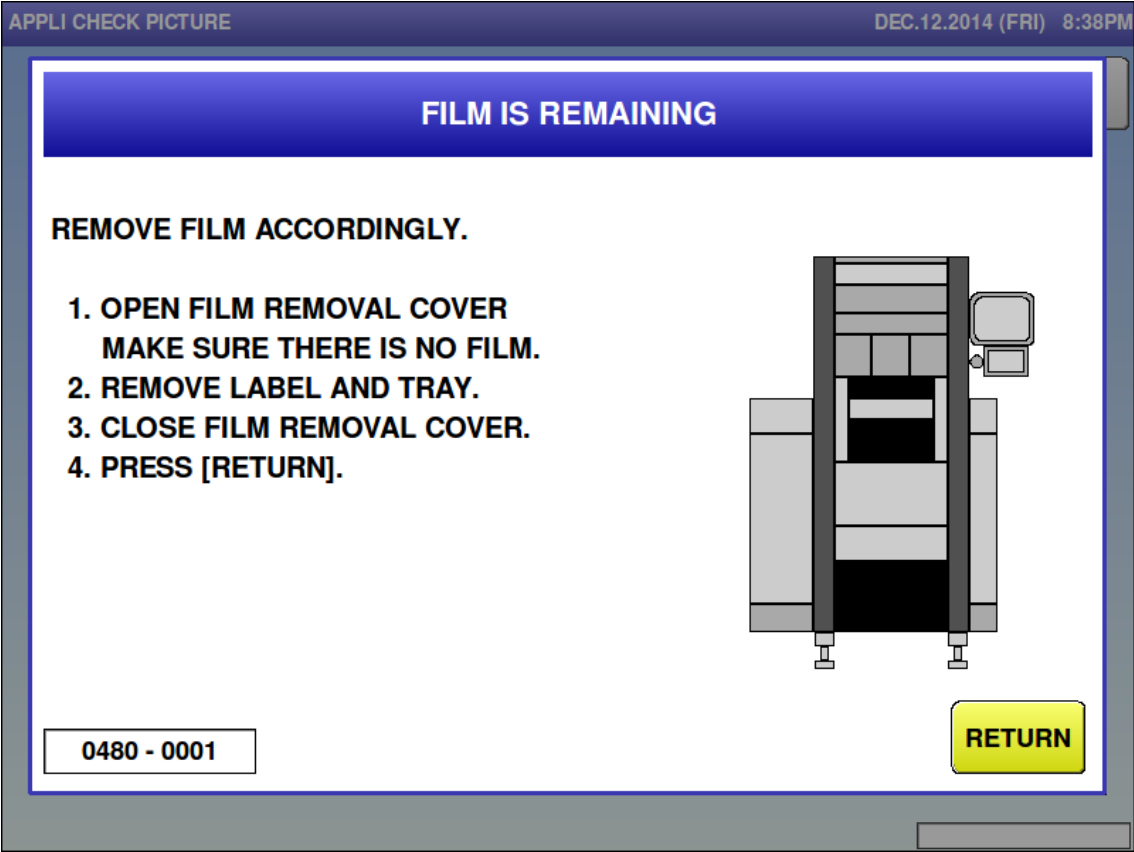 APPLI CHECK PICTURE DEC.12.2014 (FRI) 8:38PM
FILM IS REMAINING
REMOVE FILM ACCORDINGLY.
1. OPEN FILM REMOVAL COVER
MAKE SURE THERE IS NO FILM.
2. REMOVE LABEL AND TRAY.
3. CLOSE FILM REMOVAL COVER.
4. PRESS [RETURN].
0480 - 0001
RETURN